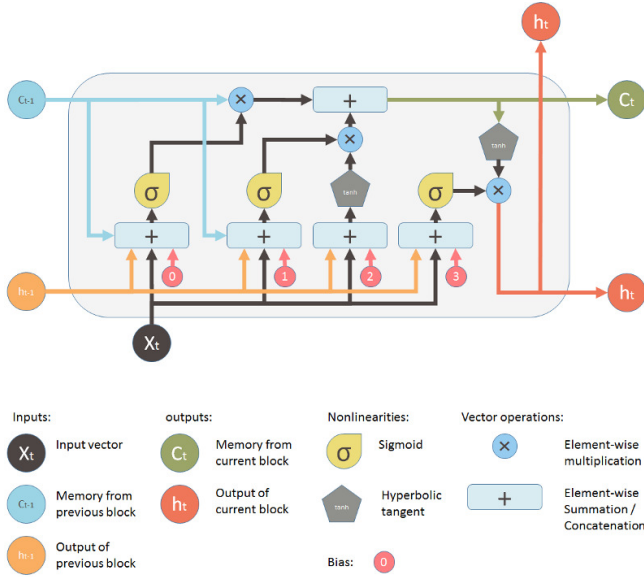 ht
Ct-1
×
+
Ct
tanh
×
σ
σ
tanh
σ
×
+
+
+
+
0
1
2
3
ht-1
ht
Xt
Inputs:
outputs:
Nonlinearities:
Vector operations:
Xt
Input vector
Ct
Memory from
current block
σ
Sigmoid
×
Element-wise
multiplication
Ct-1
Memory from
previous block
ht
Output of
current block
tanh
Hyperbolic
tangent
+
Element-wise
Summation /
Concatenation
ht-1
Output of
previous block
Bias:
0